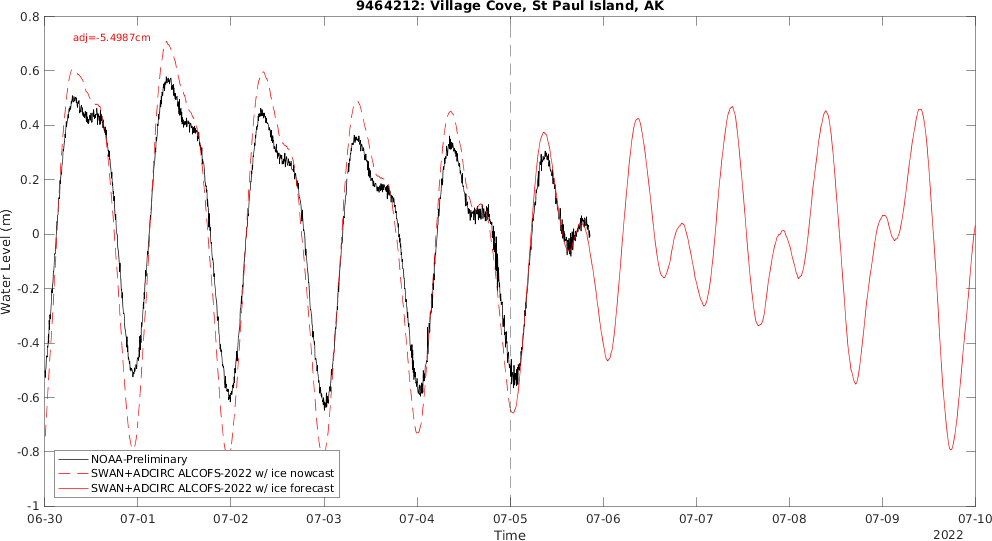 9464212: Village Cove, St Paul Island, AK
adj=-5.4987cm
0.8
0.6
0.4
0.2
0
-0.2
-0.4
-0.6
-0.8
-1
Water Level (m)
NOAA-Preliminary
SWAN+ADCIRC ALCOFS-2022 w/ ice nowcast
SWAN+ADCIRC ALCOFS-2022 w/ ice forecast
06-30 07-01 07-02 07-03 07-04 07-05 07-06 07-07 07-08 07-09 07-10
Time
2022